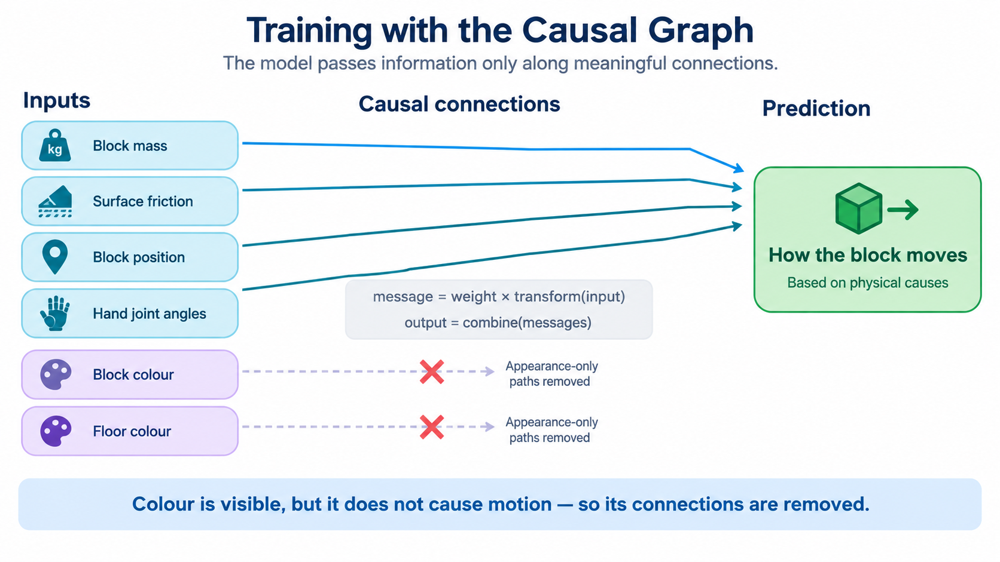 Training with the Causal Graph
The model passes information only along meaningful connections.
Inputs
Causal connections
Prediction
kg
Block mass
Surface friction
Block position
Hand joint angles
Block colour
Floor colour
message = weight × transform(input)
output = combine(messages)
Appearance-only
paths removed
Appearance-only
paths removed
How the block moves
Based on physical causes
Colour is visible, but it does not cause motion — so its connections are removed.